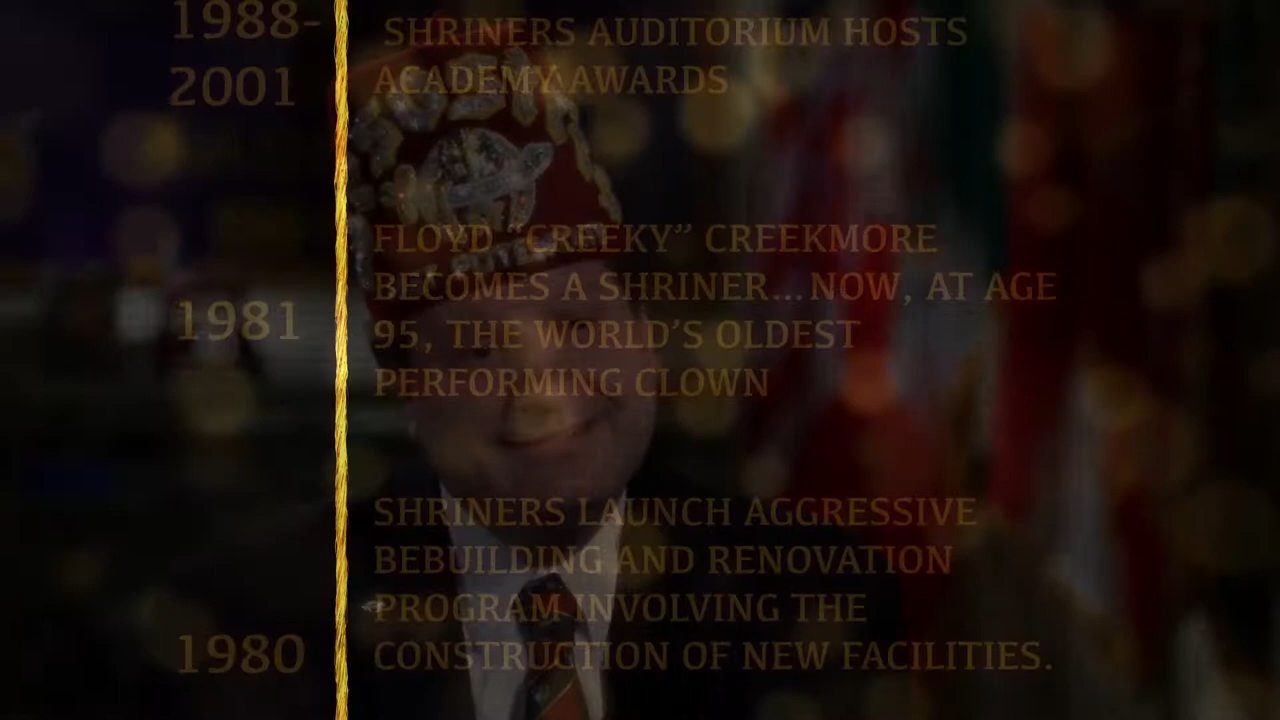 1988-
2001
SHRINERS AUDITORIUM HOSTS
ACADEMY AWARDS
1981
FLOYD "CREEKY” CREEKMORE
BECOMES A SHRINER...NOW, AT AGE
95, THE WORLD’S OLDEST
PERFORMING CLOWN
1980
SHRINERS LAUNCH AGGRESSIVE
BEBUILDING AND RENOVATION
PROGRAM INVOLVING THE
CONSTRUCTION OF NEW FACILITIES.